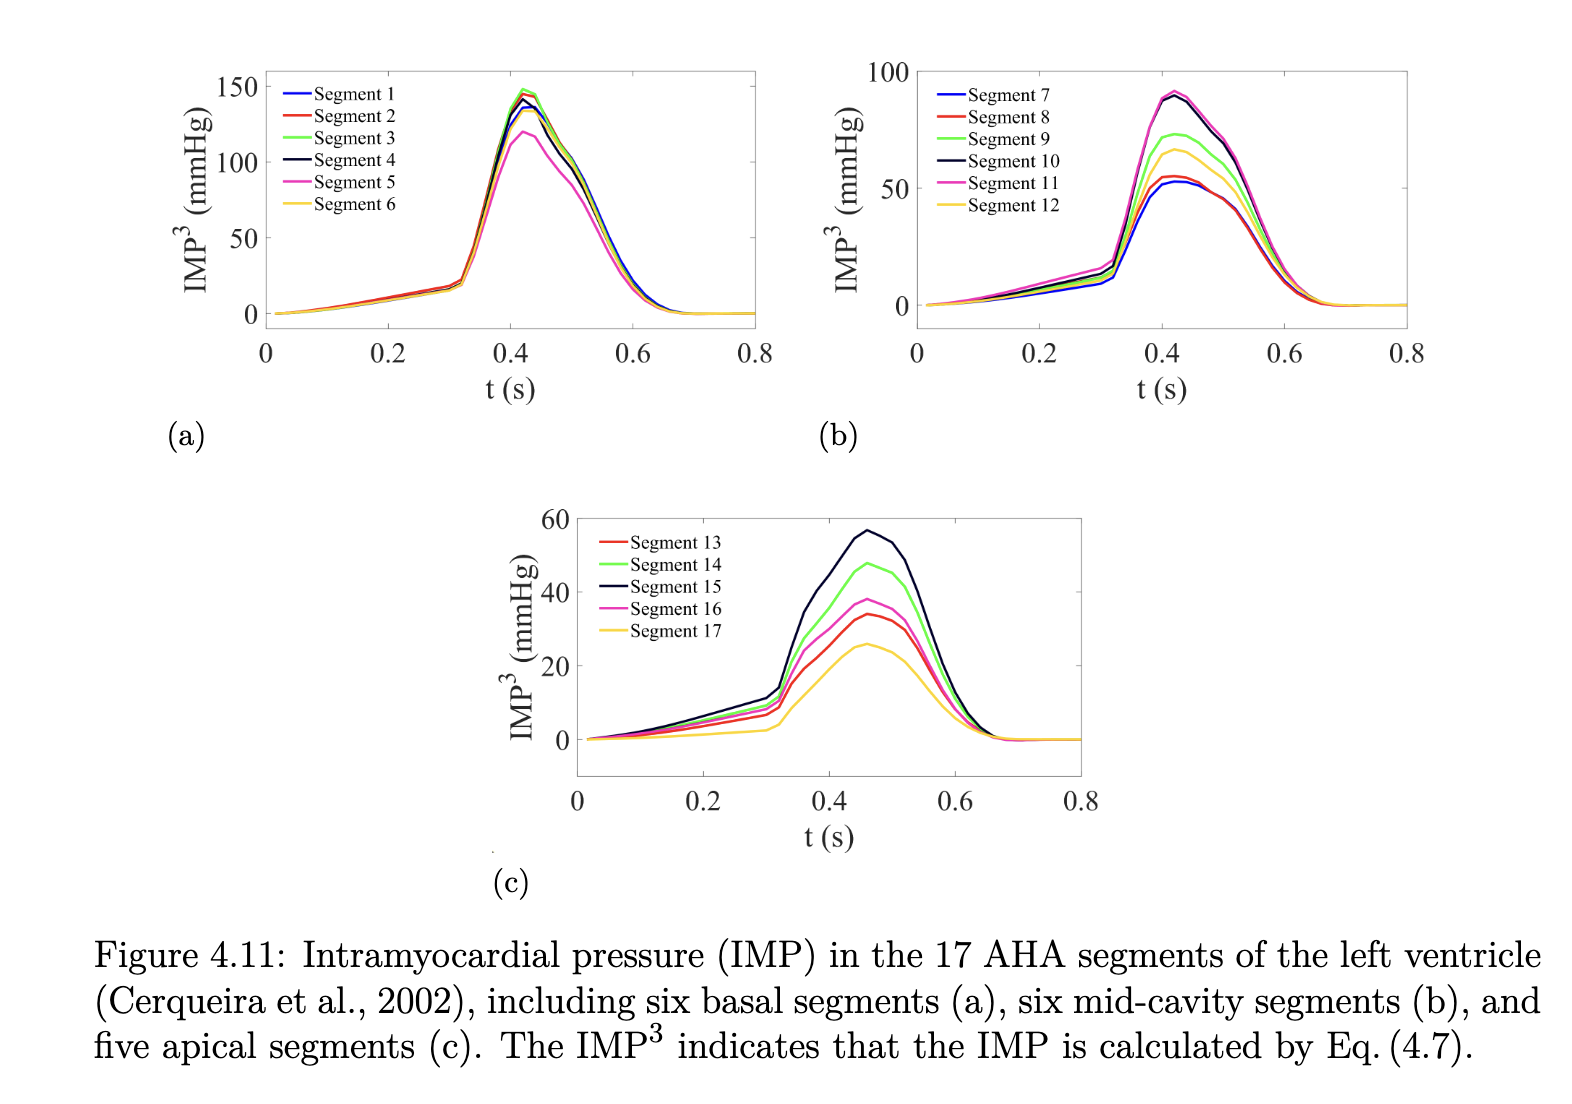 150
100
50
0
IMP³ (mmHg)
Segment 1
Segment 2
Segment 3
Segment 4
Segment 5
Segment 6
0 0.2 0.4 0.6 0.8
t (s)
(a)
100
50
0
IMP³ (mmHg)
Segment 7
Segment 8
Segment 9
Segment 10
Segment 11
Segment 12
0 0.2 0.4 0.6 0.8
t (s)
(b)
60
40
20
0
IMP³ (mmHg)
Segment 13
Segment 14
Segment 15
Segment 16
Segment 17
0 0.2 0.4 0.6 0.8
t (s)
(c)
Figure 4.11: Intramyocardial pressure (IMP) in the 17 AHA segments of the left ventricle
(Cerqueira et al., 2002), including six basal segments (a), six mid-cavity segments (b), and
five apical segments (c). The IMP³ indicates that the IMP is calculated by Eq. (4.7).